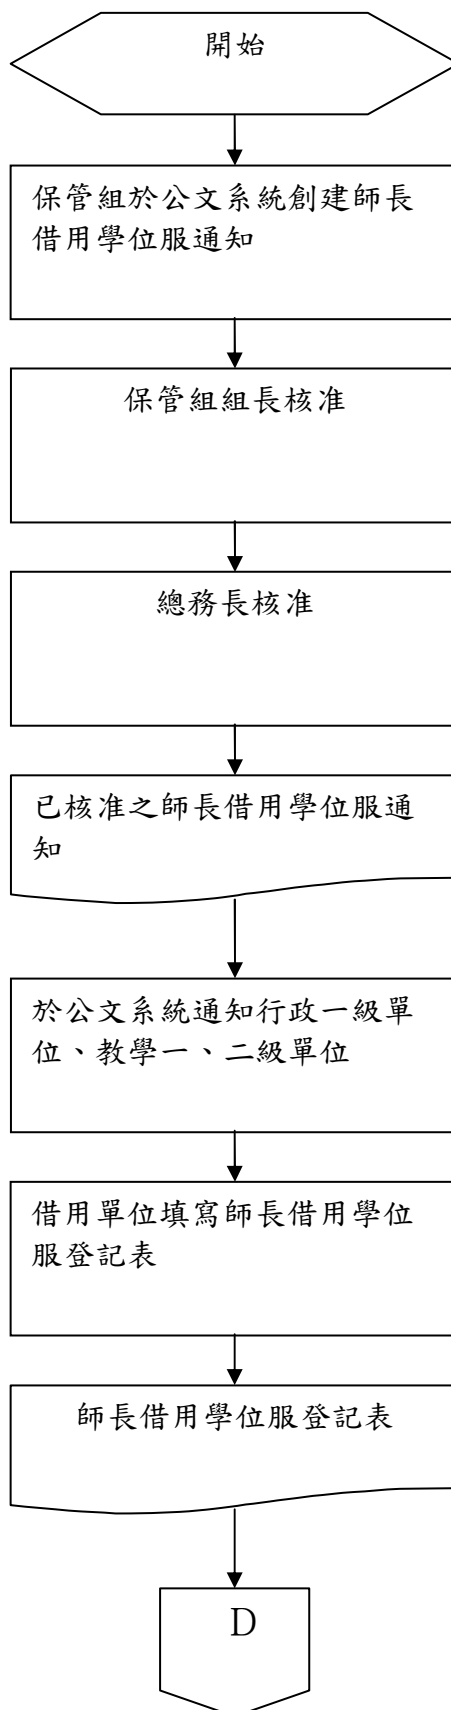 開始
保管組於公文系統創建師長
借用學位服通知
保管組組長核准
總務長核准
已核准之師長借用學位服通
知
於公文系統通知行政一級單
位、教學一、二級單位
借用單位填寫師長借用學位
服登記表
師長借用學位服登記表
D